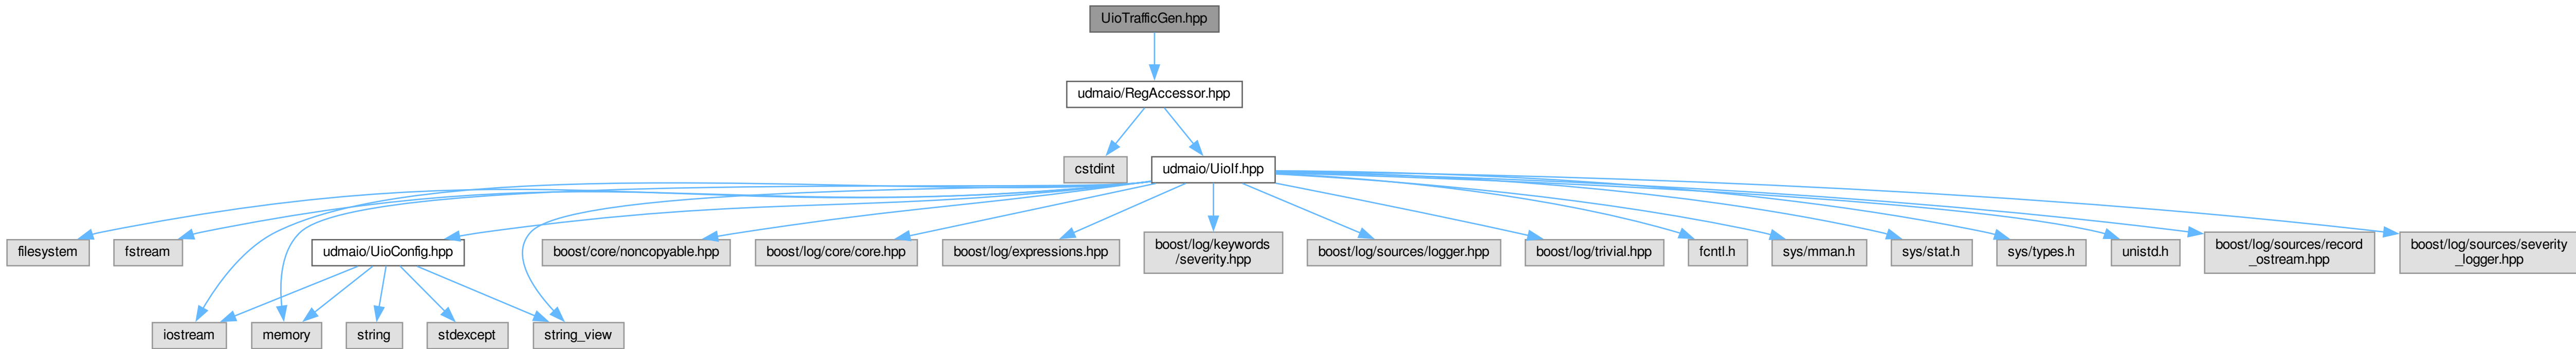 UioTrafficGen.hpp
udmaio/RegAccessor.hpp
cstdint
udmaio/UioIf.hpp
filesystem
fstream
udmaio/UioConfig.hpp
boost/core/noncopyable.hpp
boost/log/core/core.hpp
boost/log/expressions.hpp
boost/log/keywords
/severity.hpp
boost/log/sources/logger.hpp
boost/log/trivial.hpp
fcntl.h
sys/mman.h
sys/stat.h
sys/types.h
unistd.h
boost/log/sources/record
_ostream.hpp
boost/log/sources/severity
_logger.hpp
iostream
memory
string
stdexcept
string_view